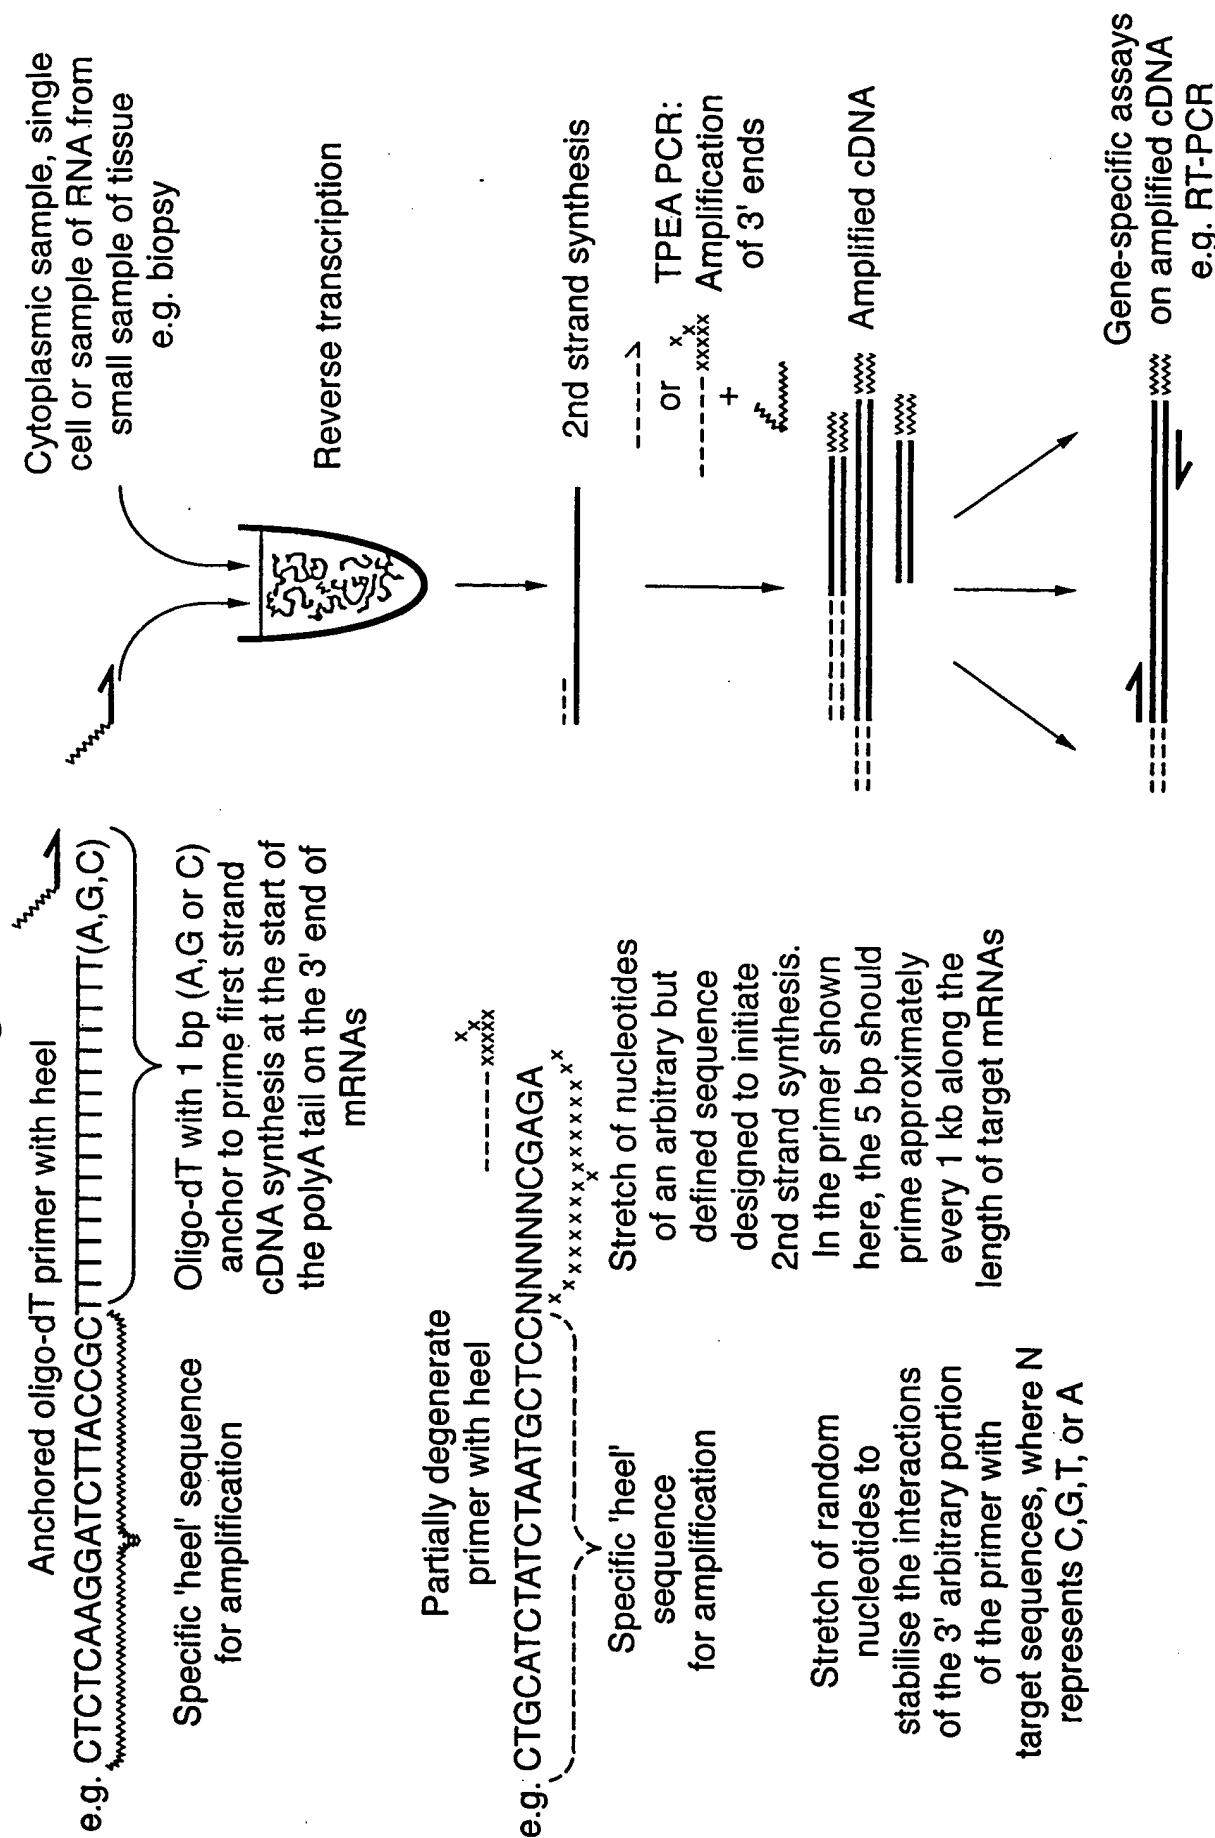 Anchored oligo-dT primer with heel
e.g. CTCTCAAGGATCTTACCGCTTTTTTTTTTTTTTTTTT(A,G,C)
Specific 'heel' sequence
for amplification
Oligo-dT with 1 bp (A,G or C)
anchor to prime first strand
cDNA synthesis at the start of
the polyA tail on the 3' end of
mRNAs
Partially degenerate
primer with heel
xx
----- xxxxx
e.g. CTGCATCTATCTAATGCTCCNNNNNCGAGA
Specific 'heel'
sequence
for amplification
Stretch of nucleotides
of an arbitrary but
defined sequence
designed to initiate
2nd strand synthesis.
In the primer shown
here, the 5 bp should
prime approximately
every 1 kb along the
length of target mRNAs
Stretch of random
nucleotides to
stabilise the interactions
of the 3' arbitrary portion
of the primer with
target sequences, where N
represents C,G,T, or A
Cytoplasmic sample, single
cell or sample of RNA from
small sample of tissue
e.g. biopsy
Reverse transcription
2nd strand synthesis
or
xx
xxxxx
+
TPEA PCR:
Amplification
of 3' ends
Amplified cDNA
Gene-specific assays
on amplified cDNA
e.g. RT-PCR